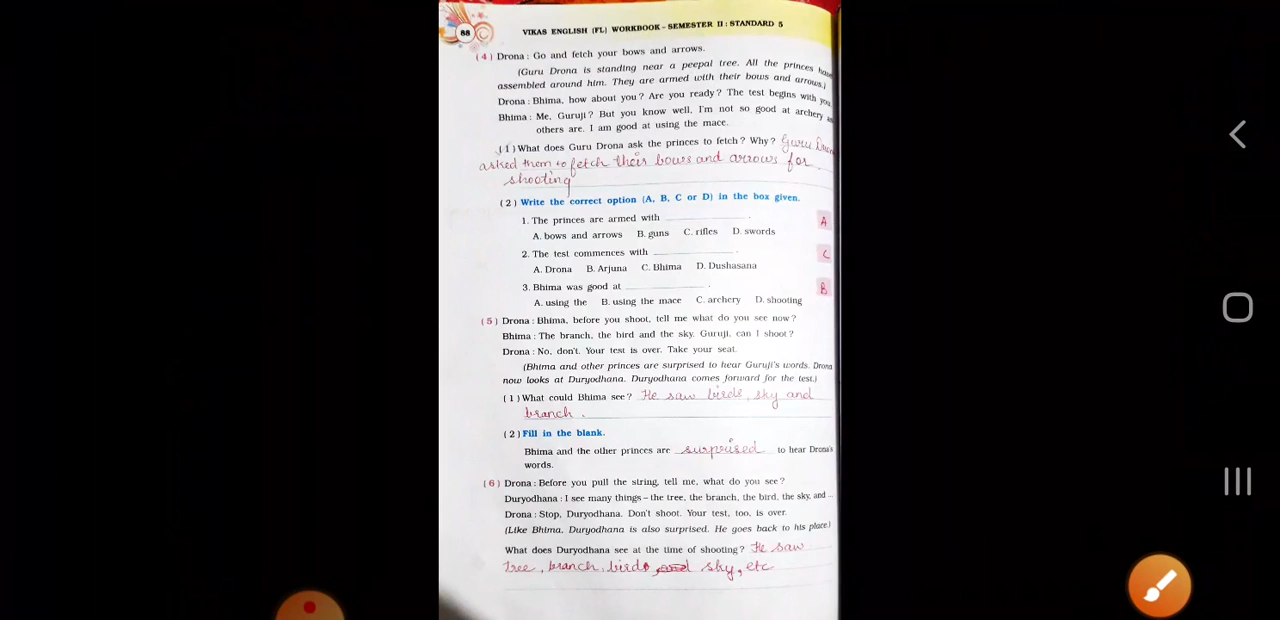 88
VIKAS ENGLISH (FL) WORKBOOK – SEMESTER II : STANDARD 5
(4) Drona : Go and fetch your bows and arrows.
(Guru Drona is standing near a peepal tree. All the princes have
assembled around him. They are armed with their bows and arrows.)
Drona : Bhima, how about you? Are you ready? The test begins with you.
Bhima : Me, Guruji? But you know well, I'm not so good at archery as
others are. I am good at using the mace.
(1) What does Guru Drona ask the princes to fetch? Why? Guru
asked them to fetch their bows and arrows for
shooting
(2) Write the correct option (A, B, C or D) in the box given.
1. The princes are armed with ____________ . A
A. bows and arrows B. guns C. rifles D. swords
2. The test commences with ____________ . C
A. Drona B. Arjuna C. Bhima D. Dushasana
3. Bhima was good at ____________ . B
A. using the B. using the mace C. archery D. shooting
(5) Drona : Bhima, before you shoot, tell me what do you see now?
Bhima : The branch, the bird and the sky. Guruji, can I shoot?
Drona : No, don't. Your test is over. Take your seat.
(Bhima and other princes are surprised to hear Guruji's words. Drona
now looks at Duryodhana. Duryodhana comes forward for the test.)
(1) What could Bhima see? He saw birds, sky and
branch.
(2) Fill in the blank.
Bhima and the other princes are surprised to hear Drona's
words.
(6) Drona : Before you pull the string, tell me, what do you see?
Duryodhana : I see many things – the tree, the branch, the bird, the sky, and ...
Drona : Stop, Duryodhana. Don't shoot. Your test, too, is over.
(Like Bhima, Duryodhana is also surprised. He goes back to his place.)
What does Duryodhana see at the time of shooting? He saw
tree, branch, bird, sky, etc